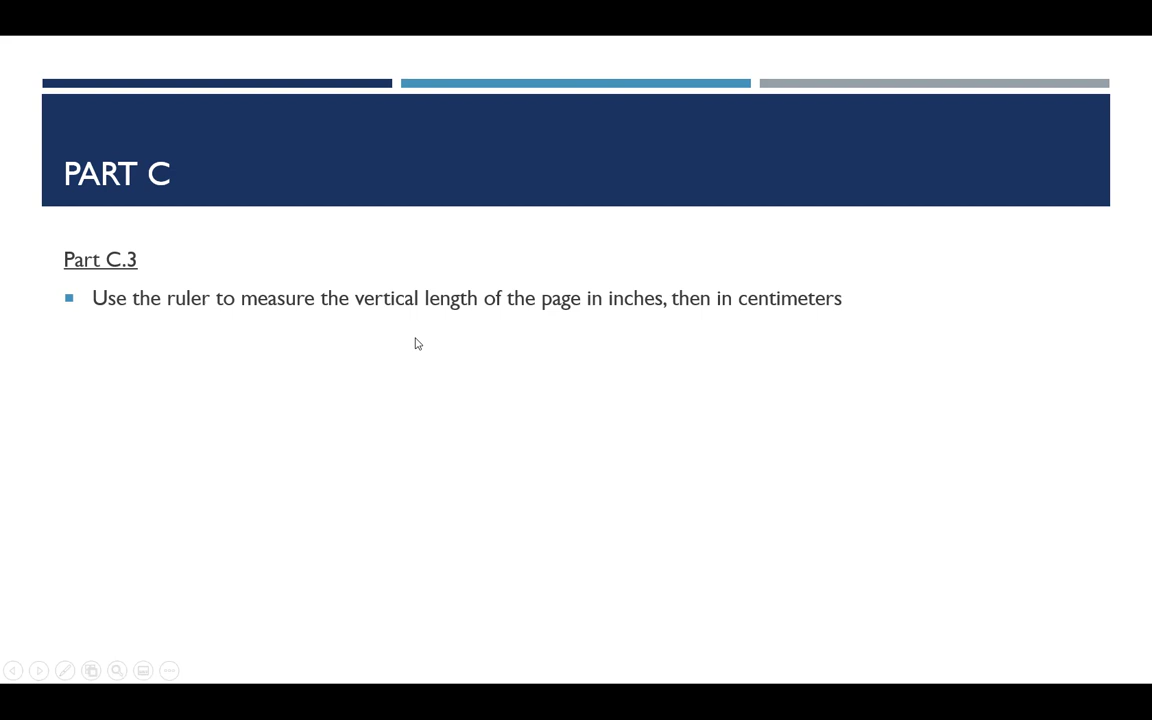 PART C
Part C.3
Use the ruler to measure the vertical length of the page in inches, then in centimeters